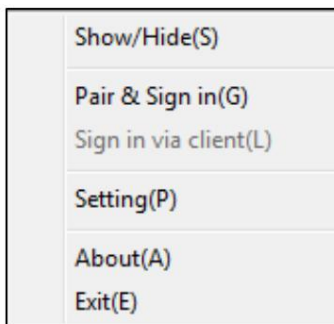 Show/Hide(S)
Pair & Sign in(G)
Sign in via client(L)
Setting(P)
About(A)
Exit(E)